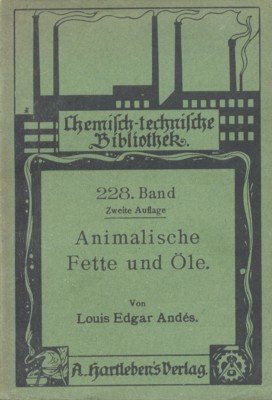 Chemisch-technische
Bibliothek.
228. Band
Zweite Auflage
Animalische
Fette und Öle.
Von
Louis Edgar Andés.
A. Hartleben's Verlag.